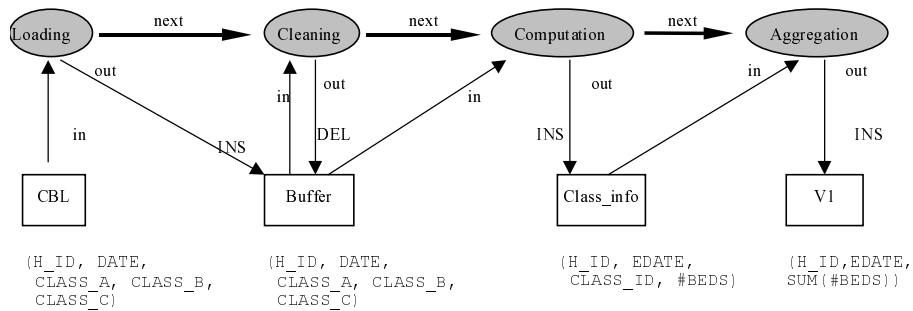 next
next
next
Loading
Cleaning
Computation
Aggregation
out
in
out
in
out
in
out
in
INS
DEL
INS
INS
CBL
Buffer
Class_info
V1
(H_ID, DATE,
CLASS_A, CLASS_B,
CLASS_C)
(H_ID, DATE,
CLASS_A, CLASS_B,
CLASS_C)
(H_ID, EDATE,
CLASS_ID, #BEDS)
(H_ID,EDATE,
SUM(#BEDS))